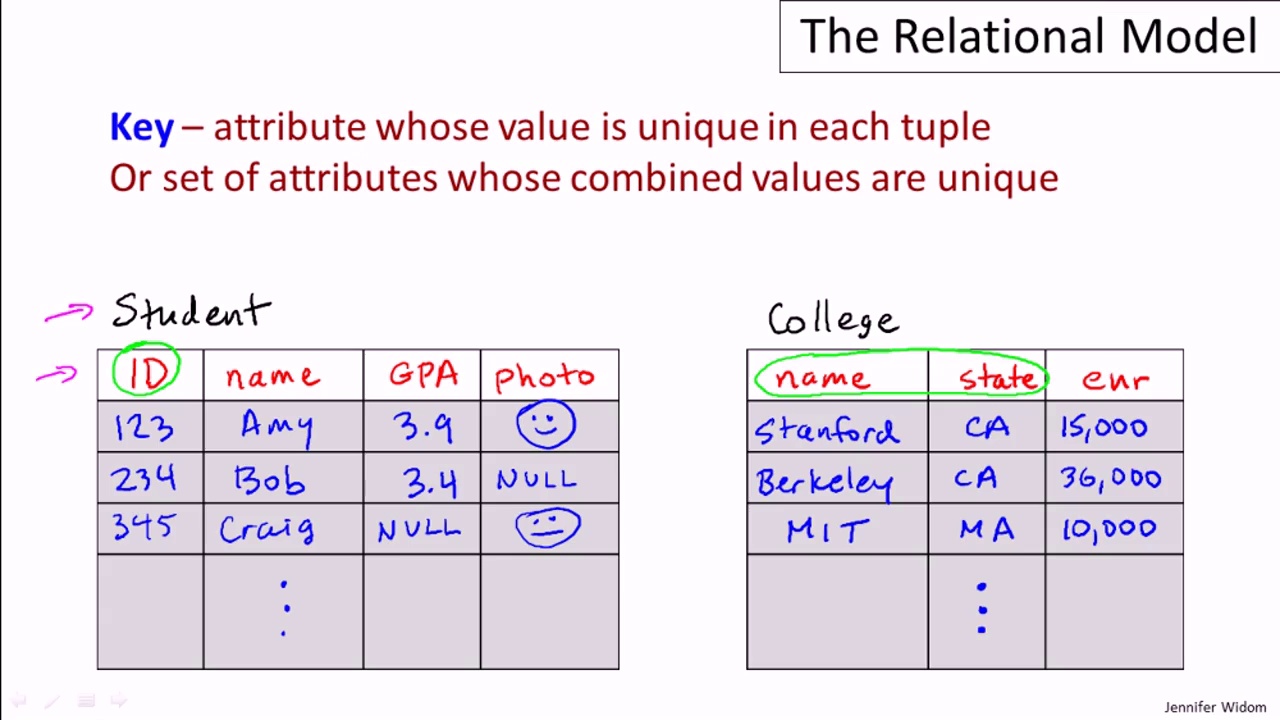 The Relational Model
Key – attribute whose value is unique in each tuple
Or set of attributes whose combined values are unique
Student
ID name GPA photo
123 Amy 3.9
234 Bob 3.4 NULL
345 Craig NULL
College
name state enr
Stanford CA 15,000
Berkeley CA 36,000
MIT MA 10,000
Jennifer Widom